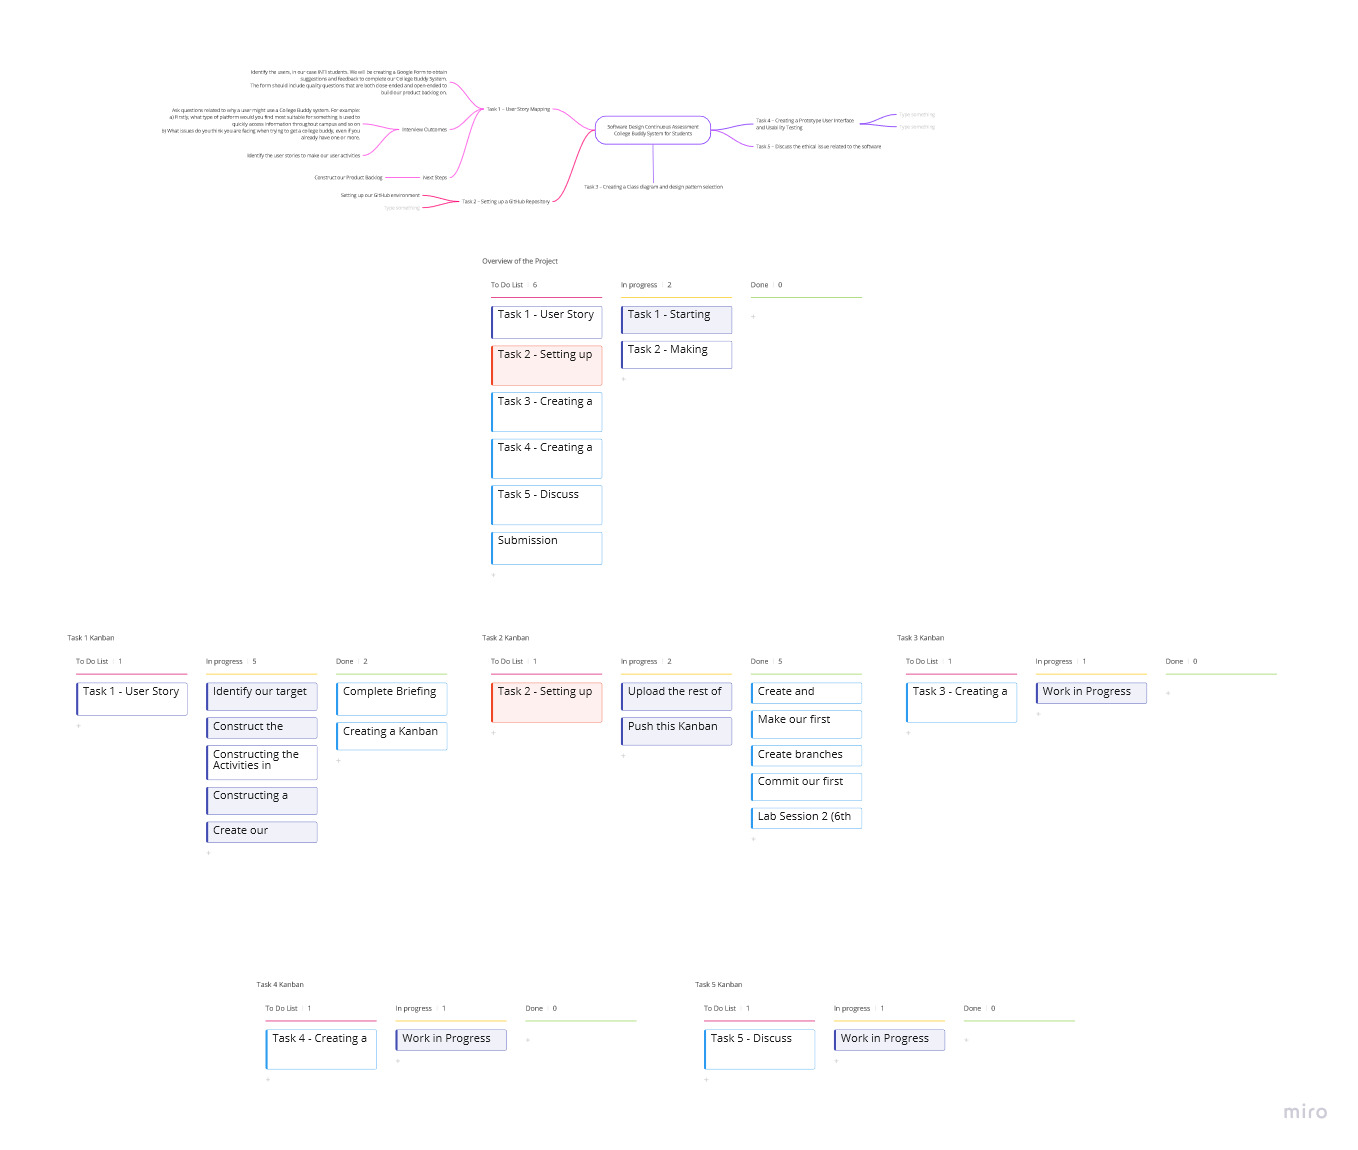 Identify the users, in our case INTI students. We will be creating a Google Form to obtain
suggestions and feedback to complete our College Buddy System.
The form should include quality questions that are both close-ended and open-ended to
build our product backlog on.
Ask questions related to why a user might use a College Buddy system. For example:
a) Firstly, what type of platform would you find most suitable for something is used to
quickly access information throughout campus and so on
b) What issues do you think you are facing when trying to get a college buddy, even if you
already have one or more.
Identify the user stories to make our user activities
Interview Outcomes
Task 1 - User Story Mapping
Construct our Product Backlog
Next Steps
Setting up our GitHub environment
Type something
Task 2 - Setting up a GitHub Repository
Software Design Continuous Assessment
College Buddy System for Students
Task 3 - Creating a Class diagram and design pattern selection
Task 4 - Creating a Prototype User Interface
and Usability Testing
Type something
Type something
Task 5 - Discuss the ethical issue related to the software
Overview of the Project
To Do List 6
In progress 2
Done 0
Task 1 - User Story
Task 2 - Setting up
Task 3 - Creating a
Task 4 - Creating a
Task 5 - Discuss
Submission
Task 1 - Starting
Task 2 - Making
Task 1 Kanban
To Do List 1
In progress 5
Done 2
Task 1 - User Story
Identify our target
Construct the
Constructing the
Activities in
Constructing a
Create our
Complete Briefing
Creating a Kanban
Task 2 Kanban
To Do List 1
In progress 2
Done 5
Task 2 - Setting up
Upload the rest of
Push this Kanban
Create and
Make our first
Create branches
Commit our first
Lab Session 2 (6th
Task 3 Kanban
To Do List 1
In progress 1
Done 0
Task 3 - Creating a
Work in Progress
Task 4 Kanban
To Do List 1
In progress 1
Done 0
Task 4 - Creating a
Work in Progress
Task 5 Kanban
To Do List 1
In progress 1
Done 0
Task 5 - Discuss
Work in Progress
miro